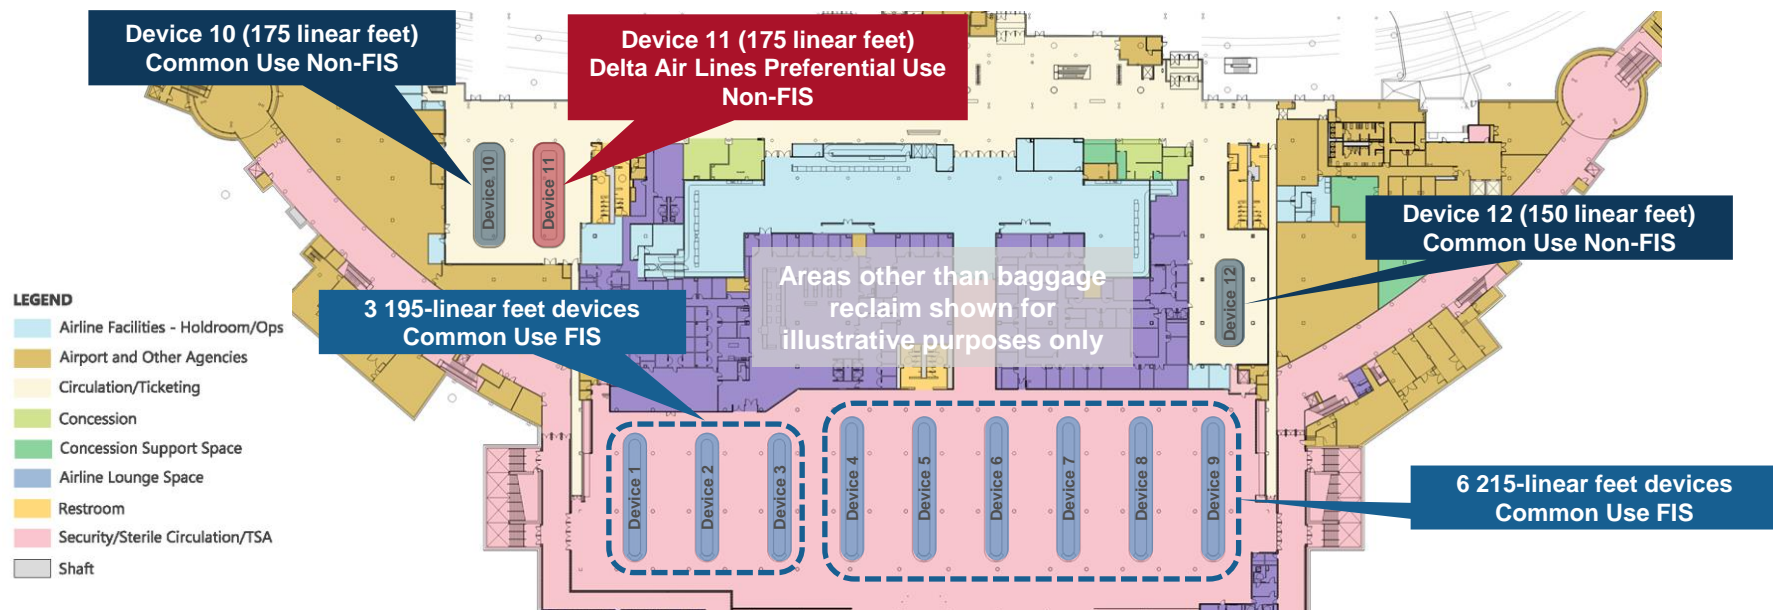 Device 10 (175 linear feet)
Common Use Non-FIS
Device 11 (175 linear feet)
Delta Air Lines Preferential Use
Non-FIS
Device 10
Device 11
Device 12 (150 linear feet)
Common Use Non-FIS
Device 12
Areas other than baggage
reclaim shown for
illustrative purposes only
3 195-linear feet devices
Common Use FIS
LEGEND
Airline Facilities - Holdroom/Ops
Airport and Other Agencies
Circulation/Ticketing
Concession
Concession Support Space
Airline Lounge Space
Restroom
Security/Sterile Circulation/TSA
Shaft
Device 1
Device 2
Device 3
Device 4
Device 5
Device 6
Device 7
Device 8
Device 9
6 215-linear feet devices
Common Use FIS